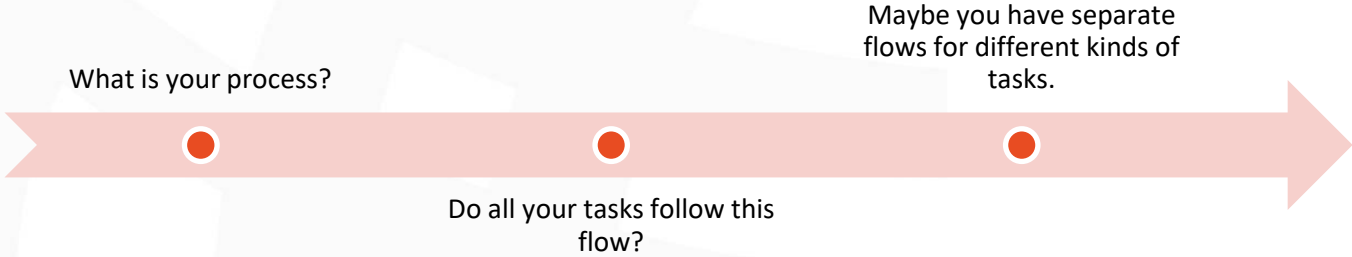 What is your process?
Do all your tasks follow this
flow?
Maybe you have separate
flows for different kinds of
tasks.